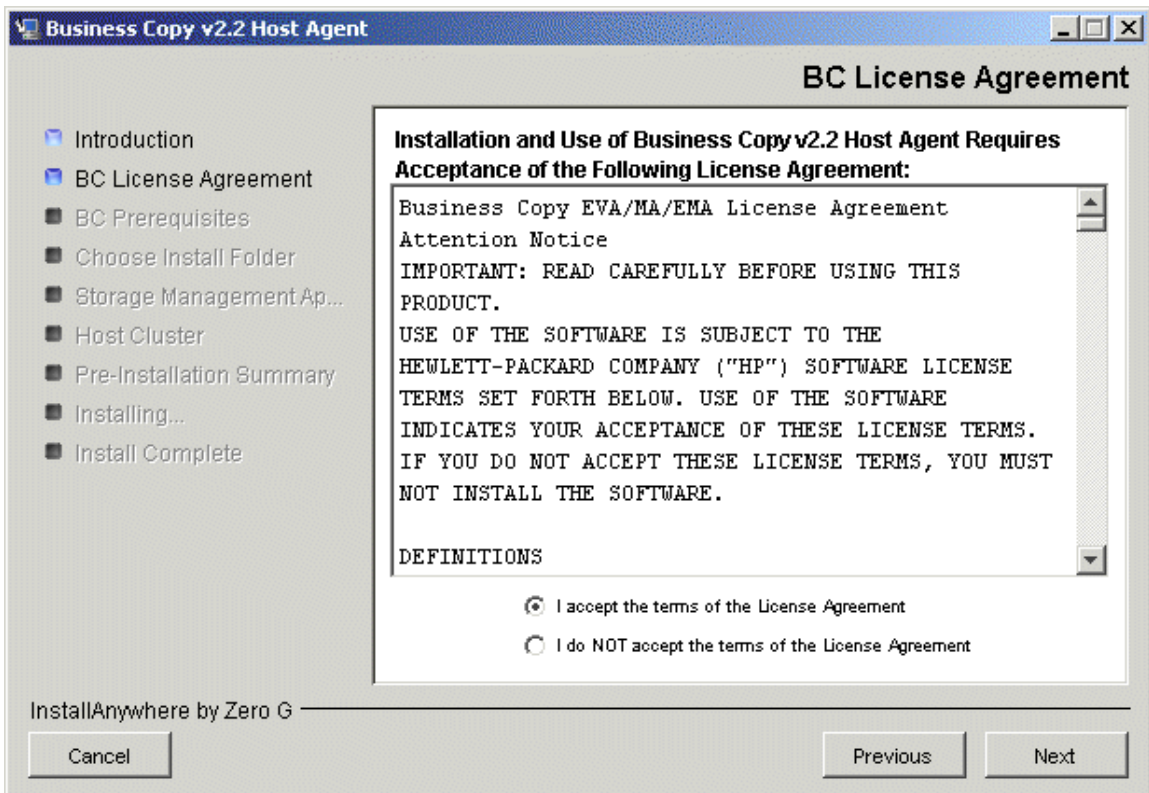 Business Copy v2.2 Host Agent
BC License Agreement
Introduction
BC License Agreement
BC Prerequisites
Choose Install Folder
Storage Management Ap...
Host Cluster
Pre-Installation Summary
Installing...
Install Complete
Installation and Use of Business Copy v2.2 Host Agent Requires
Acceptance of the Following License Agreement:
Business Copy EVA/MA/EMA License Agreement
Attention Notice
IMPORTANT: READ CAREFULLY BEFORE USING THIS
PRODUCT.
USE OF THE SOFTWARE IS SUBJECT TO THE
HEWLETT-PACKARD COMPANY ("HP") SOFTWARE LICENSE
TERMS SET FORTH BELOW. USE OF THE SOFTWARE
INDICATES YOUR ACCEPTANCE OF THESE LICENSE TERMS.
IF YOU DO NOT ACCEPT THESE LICENSE TERMS, YOU MUST
NOT INSTALL THE SOFTWARE.
DEFINITIONS
I accept the terms of the License Agreement
I do NOT accept the terms of the License Agreement
InstallAnywhere by Zero G
Cancel
Previous
Next